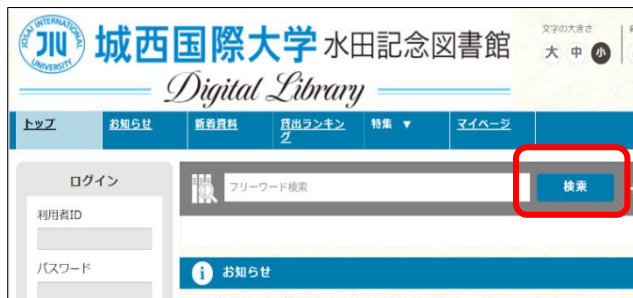 JOSAI INTERNATIONAL
JIU
UNIVERSITY
城西国際大学 水田記念図書館
Digital Library
文字の大きさ
大 中 小
トップ
お知らせ
新着資料
貸出ランキン
グ
特集 ▼
マイページ
ログイン
利用者ID
パスワード
フリーワード検索
検索
i お知らせ